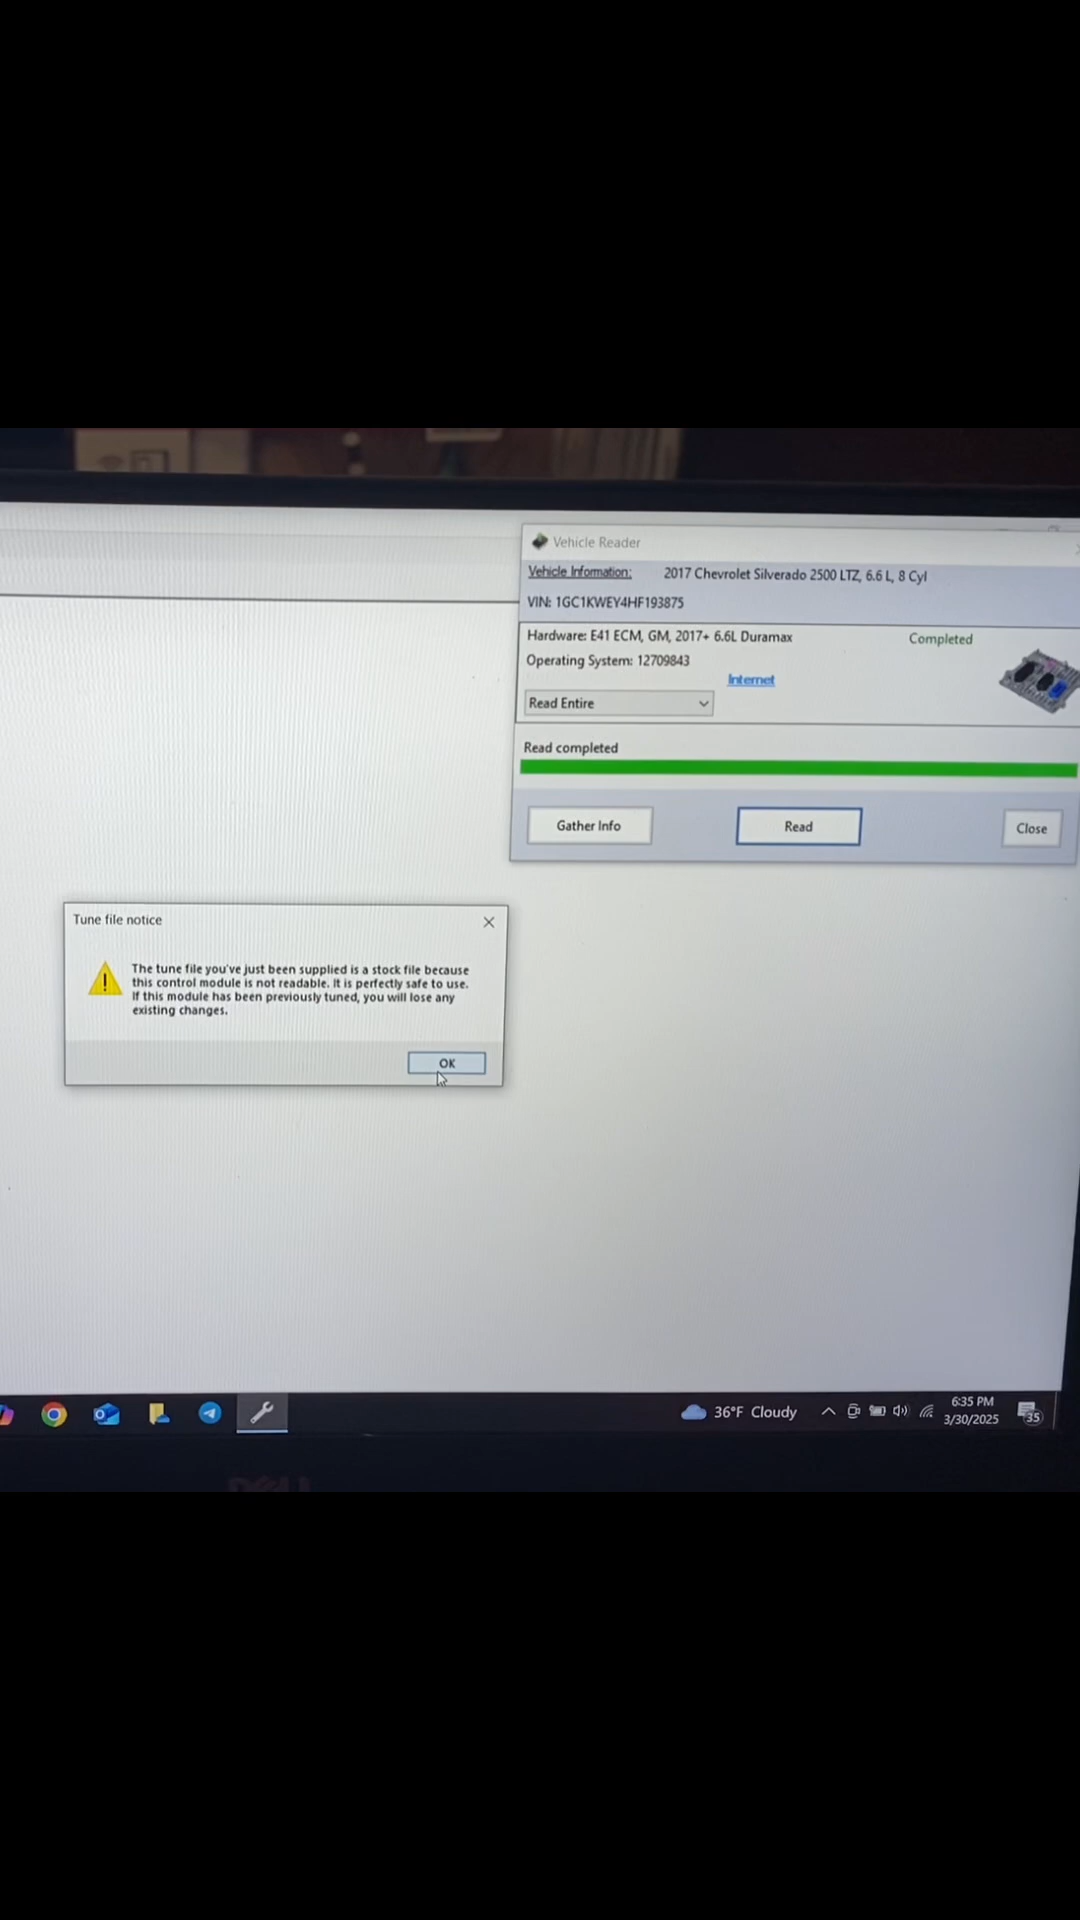 Vehicle Reader
Vehicle Information: 2017 Chevrolet Silverado 2500 LTZ, 6.6 L, 8 Cyl
VIN: 1GC1KWEY4HF193875
Hardware: E41 ECM, GM, 2017+ 6.6L Duramax Completed
Operating System: 12709843
Internet
Read Entire
Read completed
Gather Info Read Close
Tune file notice
The tune file you've just been supplied is a stock file because
this control module is not readable. It is perfectly safe to use.
If this module has been previously tuned, you will lose any
existing changes.
OK
36°F Cloudy
6:35 PM
3/30/2025
35
DELL